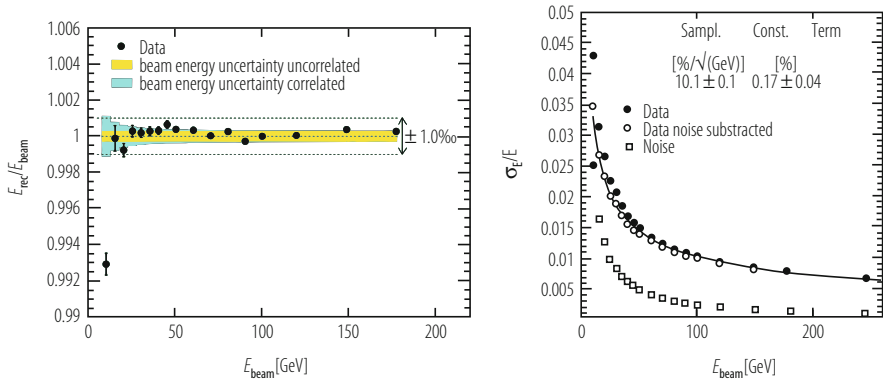 1.006
1.004
1.002
1
0.998
0.996
0.994
0.992
0.99
E_rec/E_beam
Data
beam energy uncertainty uncorrelated
beam energy uncertainty correlated
± 1.0‰
0 50 100 150 200
E_beam[GeV]
0.05
0.045
0.04
0.035
0.03
0.025
0.02
0.015
0.01
0.005
σ_E/E
Sampl. Const. Term
[%/√(GeV)] [%]
10.1 ± 0.1 0.17 ± 0.04
Data
Data noise substracted
Noise
0 100 200
E_beam[GeV]